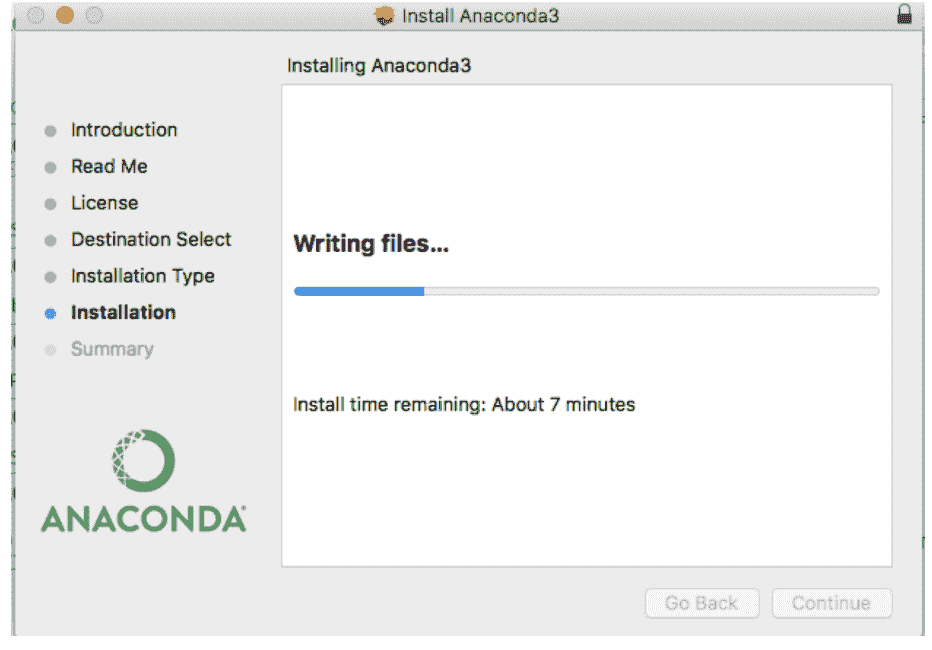 Install Anaconda3
Installing Anaconda3
Introduction
Read Me
License
Destination Select
Installation Type
Installation
Summary
Writing files...
Install time remaining: About 7 minutes
ANACONDA
Go Back
Continue